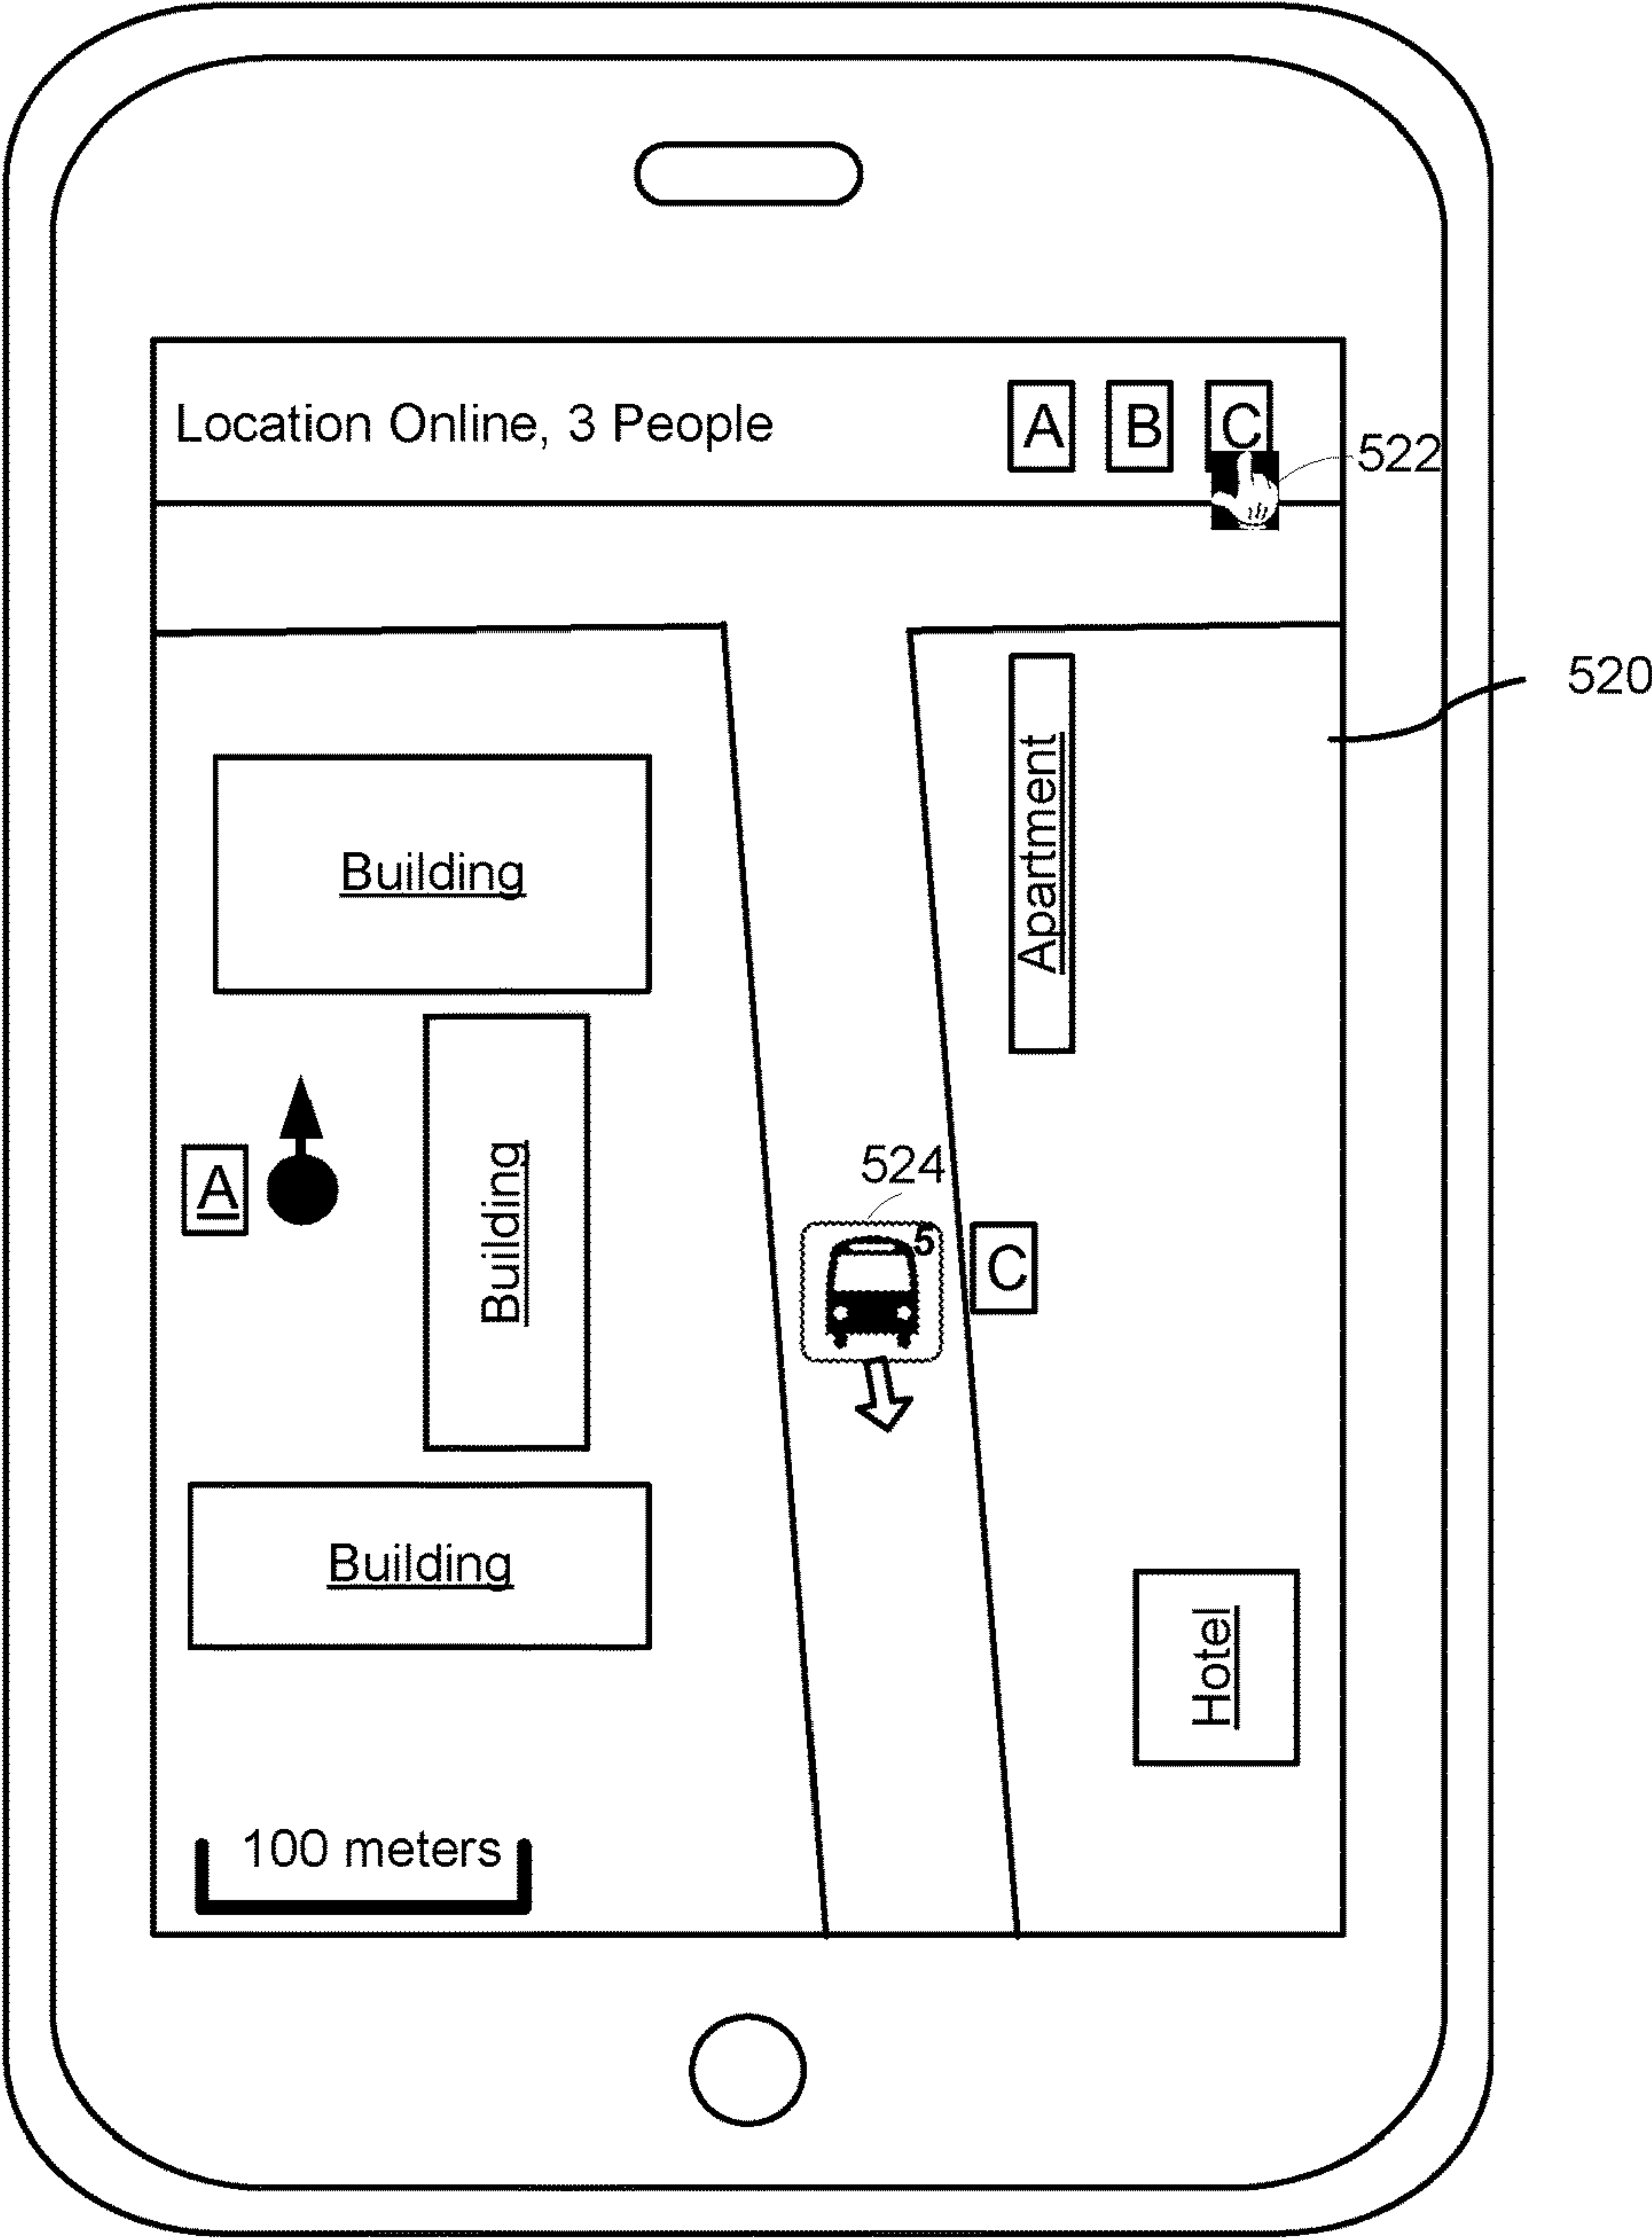 Location Online, 3 People
A
B
C
522
520
Building
Apartment
Building
A
524
5
C
Building
Hotel
100 meters